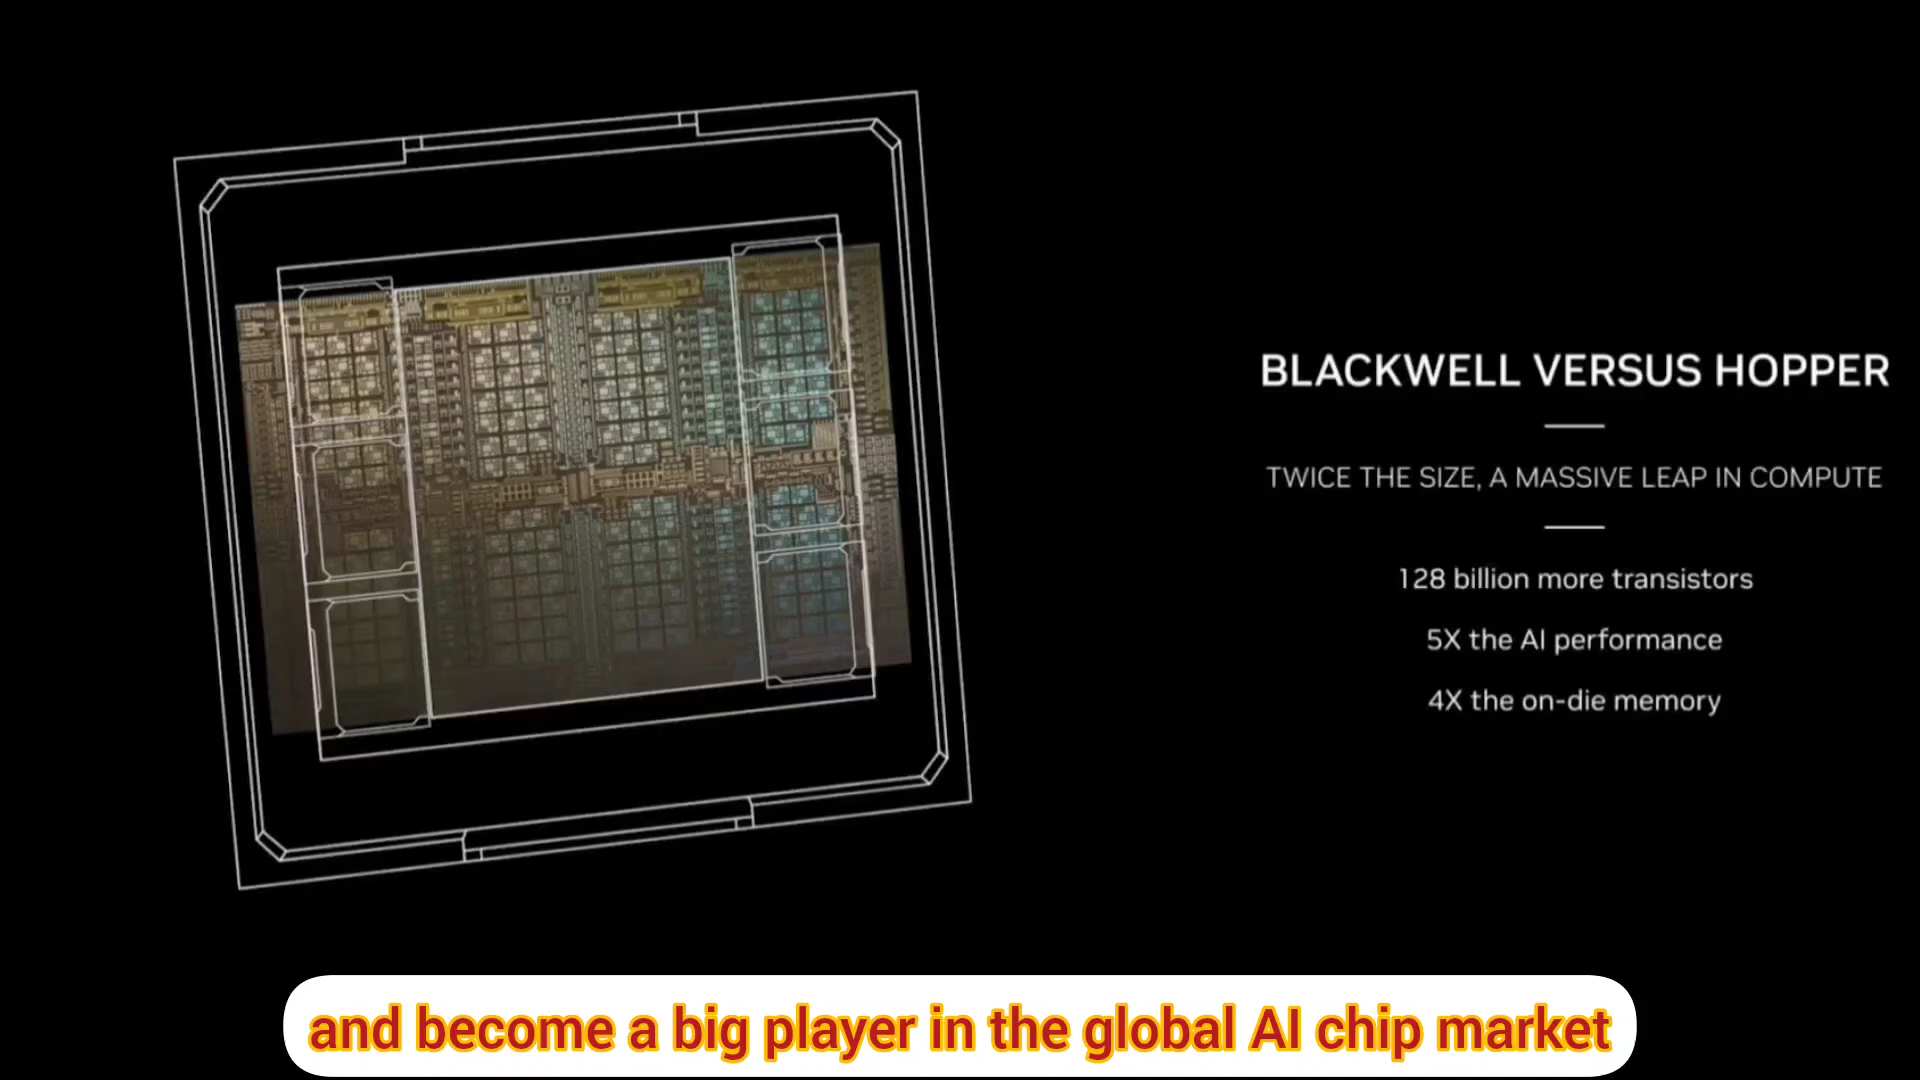 BLACKWELL VERSUS HOPPER
TWICE THE SIZE, A MASSIVE LEAP IN COMPUTE
128 billion more transistors
5X the AI performance
4X the on-die memory
and become a big player in the global AI chip market